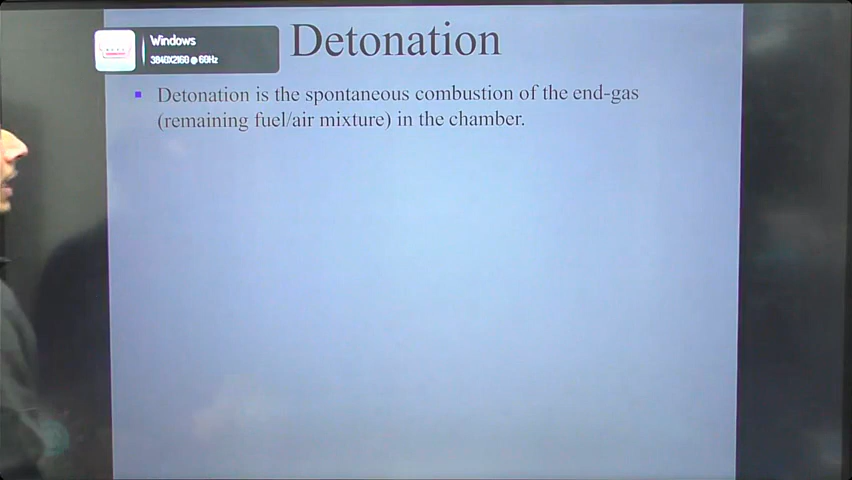 Windows
3840X2160 @ 60Hz
Detonation
Detonation is the spontaneous combustion of the end-gas
(remaining fuel/air mixture) in the chamber.